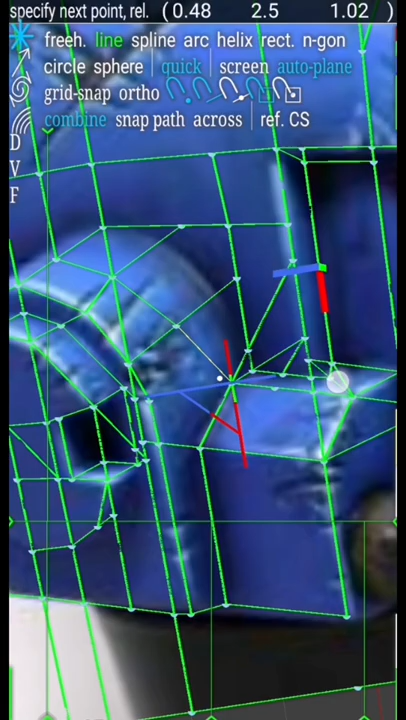 specify next point, rel. (0.48 2.5 1.02 )
freeh. line spline arc helix rect. n-gon
circle sphere | quick | screen auto-plane
grid-snap ortho
combine snap path across | ref. CS
D
V
F